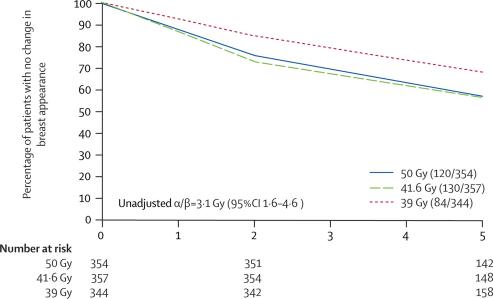 Percentage of patients with no change in
breast appearance
100
90
80
70
60
50
40
30
20
10
0
Unadjusted α/β=3·1 Gy (95%CI 1·6–4·6 )
50 Gy (120/354)
41.6 Gy (130/357)
39 Gy (84/344)
0 1 2 3 4 5
Number at risk
50 Gy 354 351 142
41·6 Gy 357 354 148
39 Gy 344 342 158